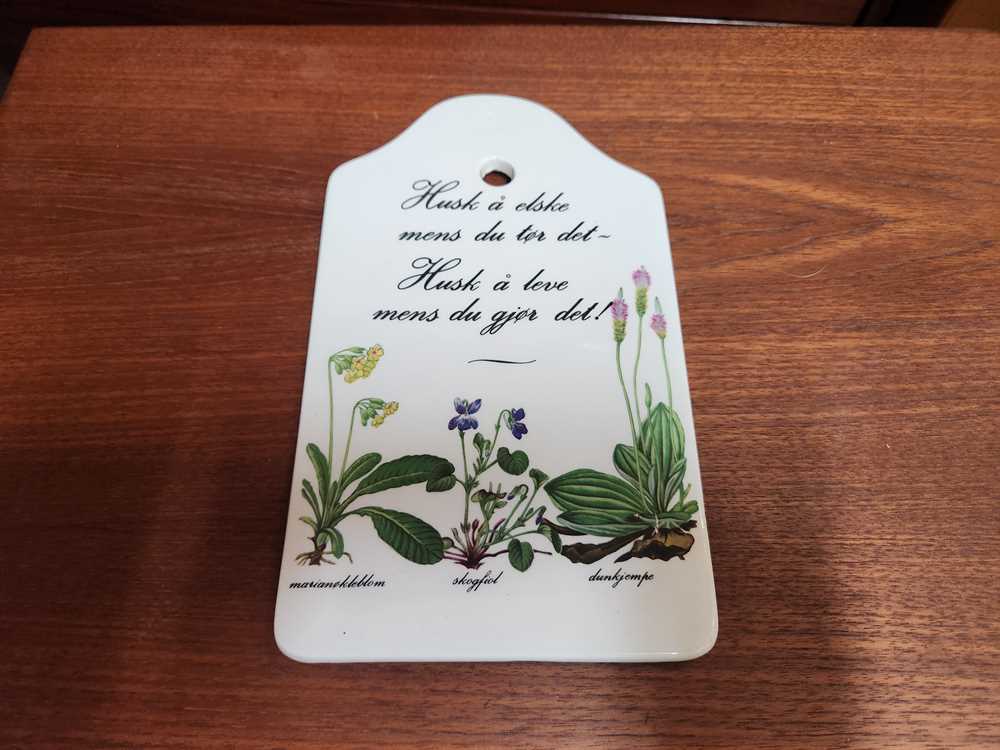 Husk å elske
mens du tør det ~
Husk å leve
mens du gjør det!
marianøkleblom
skogfiol
dunkjempe